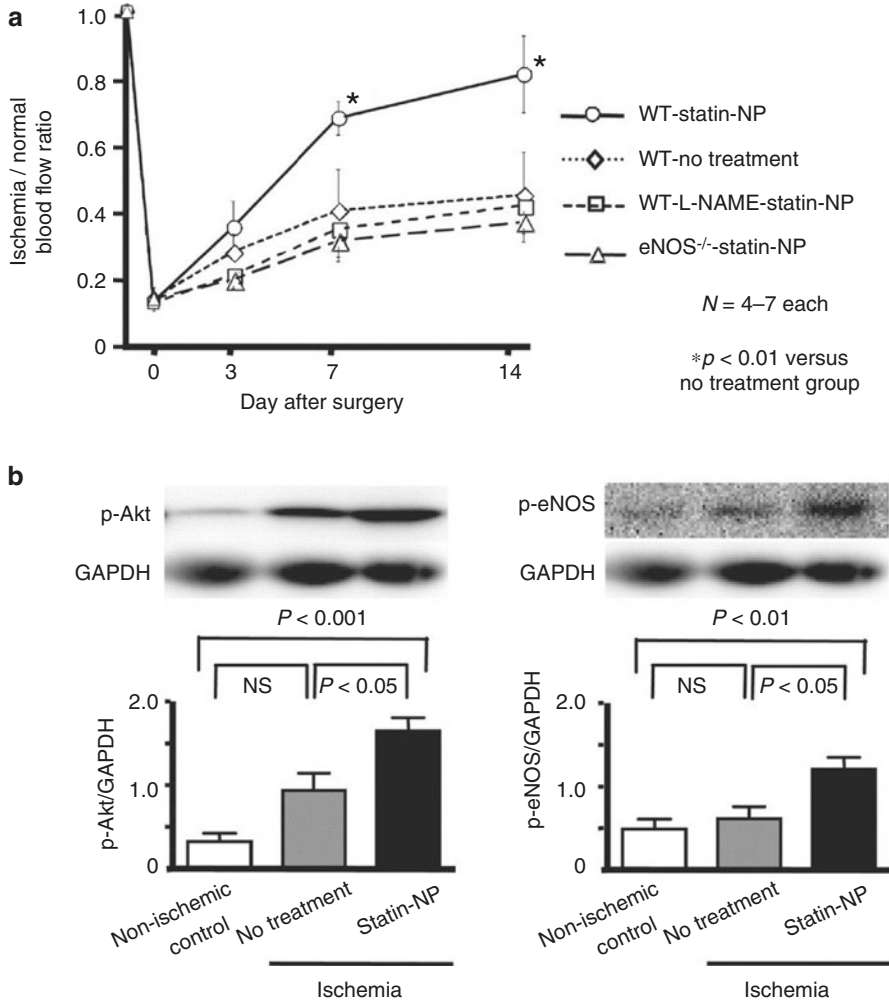 a
1.0
0.8
0.6
0.4
0.2
0
Ischemia / normal
blood flow ratio
*
*
0 3 7 14
Day after surgery
WT-statin-NP
WT-no treatment
WT-L-NAME-statin-NP
eNOS-/--statin-NP
N = 4–7 each
*p < 0.01 versus
no treatment group
b
p-Akt
GAPDH
P < 0.001
NS
P < 0.05
2.0
1.0
0
p-Akt/GAPDH
Non-ischemic
control
No treatment
Statin-NP
Ischemia
p-eNOS
GAPDH
P < 0.01
NS
P < 0.05
2.0
1.0
0
p-eNOS/GAPDH
Non-ischemic
control
No treatment
Statin-NP
Ischemia